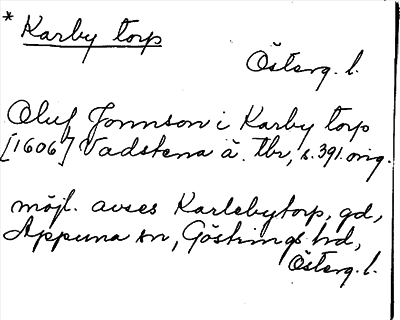 * Karby torp
Österg. l.
Oluf Jonnson i Karby torp
[1606] Vadstena ä. tbr, s. 391. orig.
möjl. avses Karlebytorp, gd,
Appuna sn, Göstrings hd,
Österg. l.